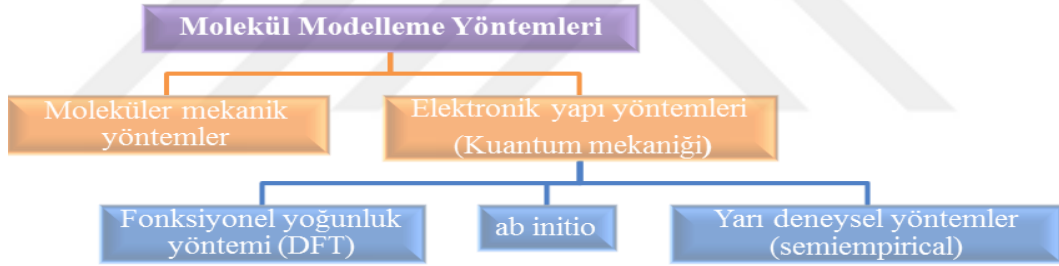 Molekül Modelleme Yöntemleri
Moleküler mekanik
yöntemler
Elektronik yapı yöntemleri
(Kuantum mekaniği)
Fonksiyonel yoğunluk
yöntemi (DFT)
ab initio
Yarı deneysel yöntemler
(semiempirical)